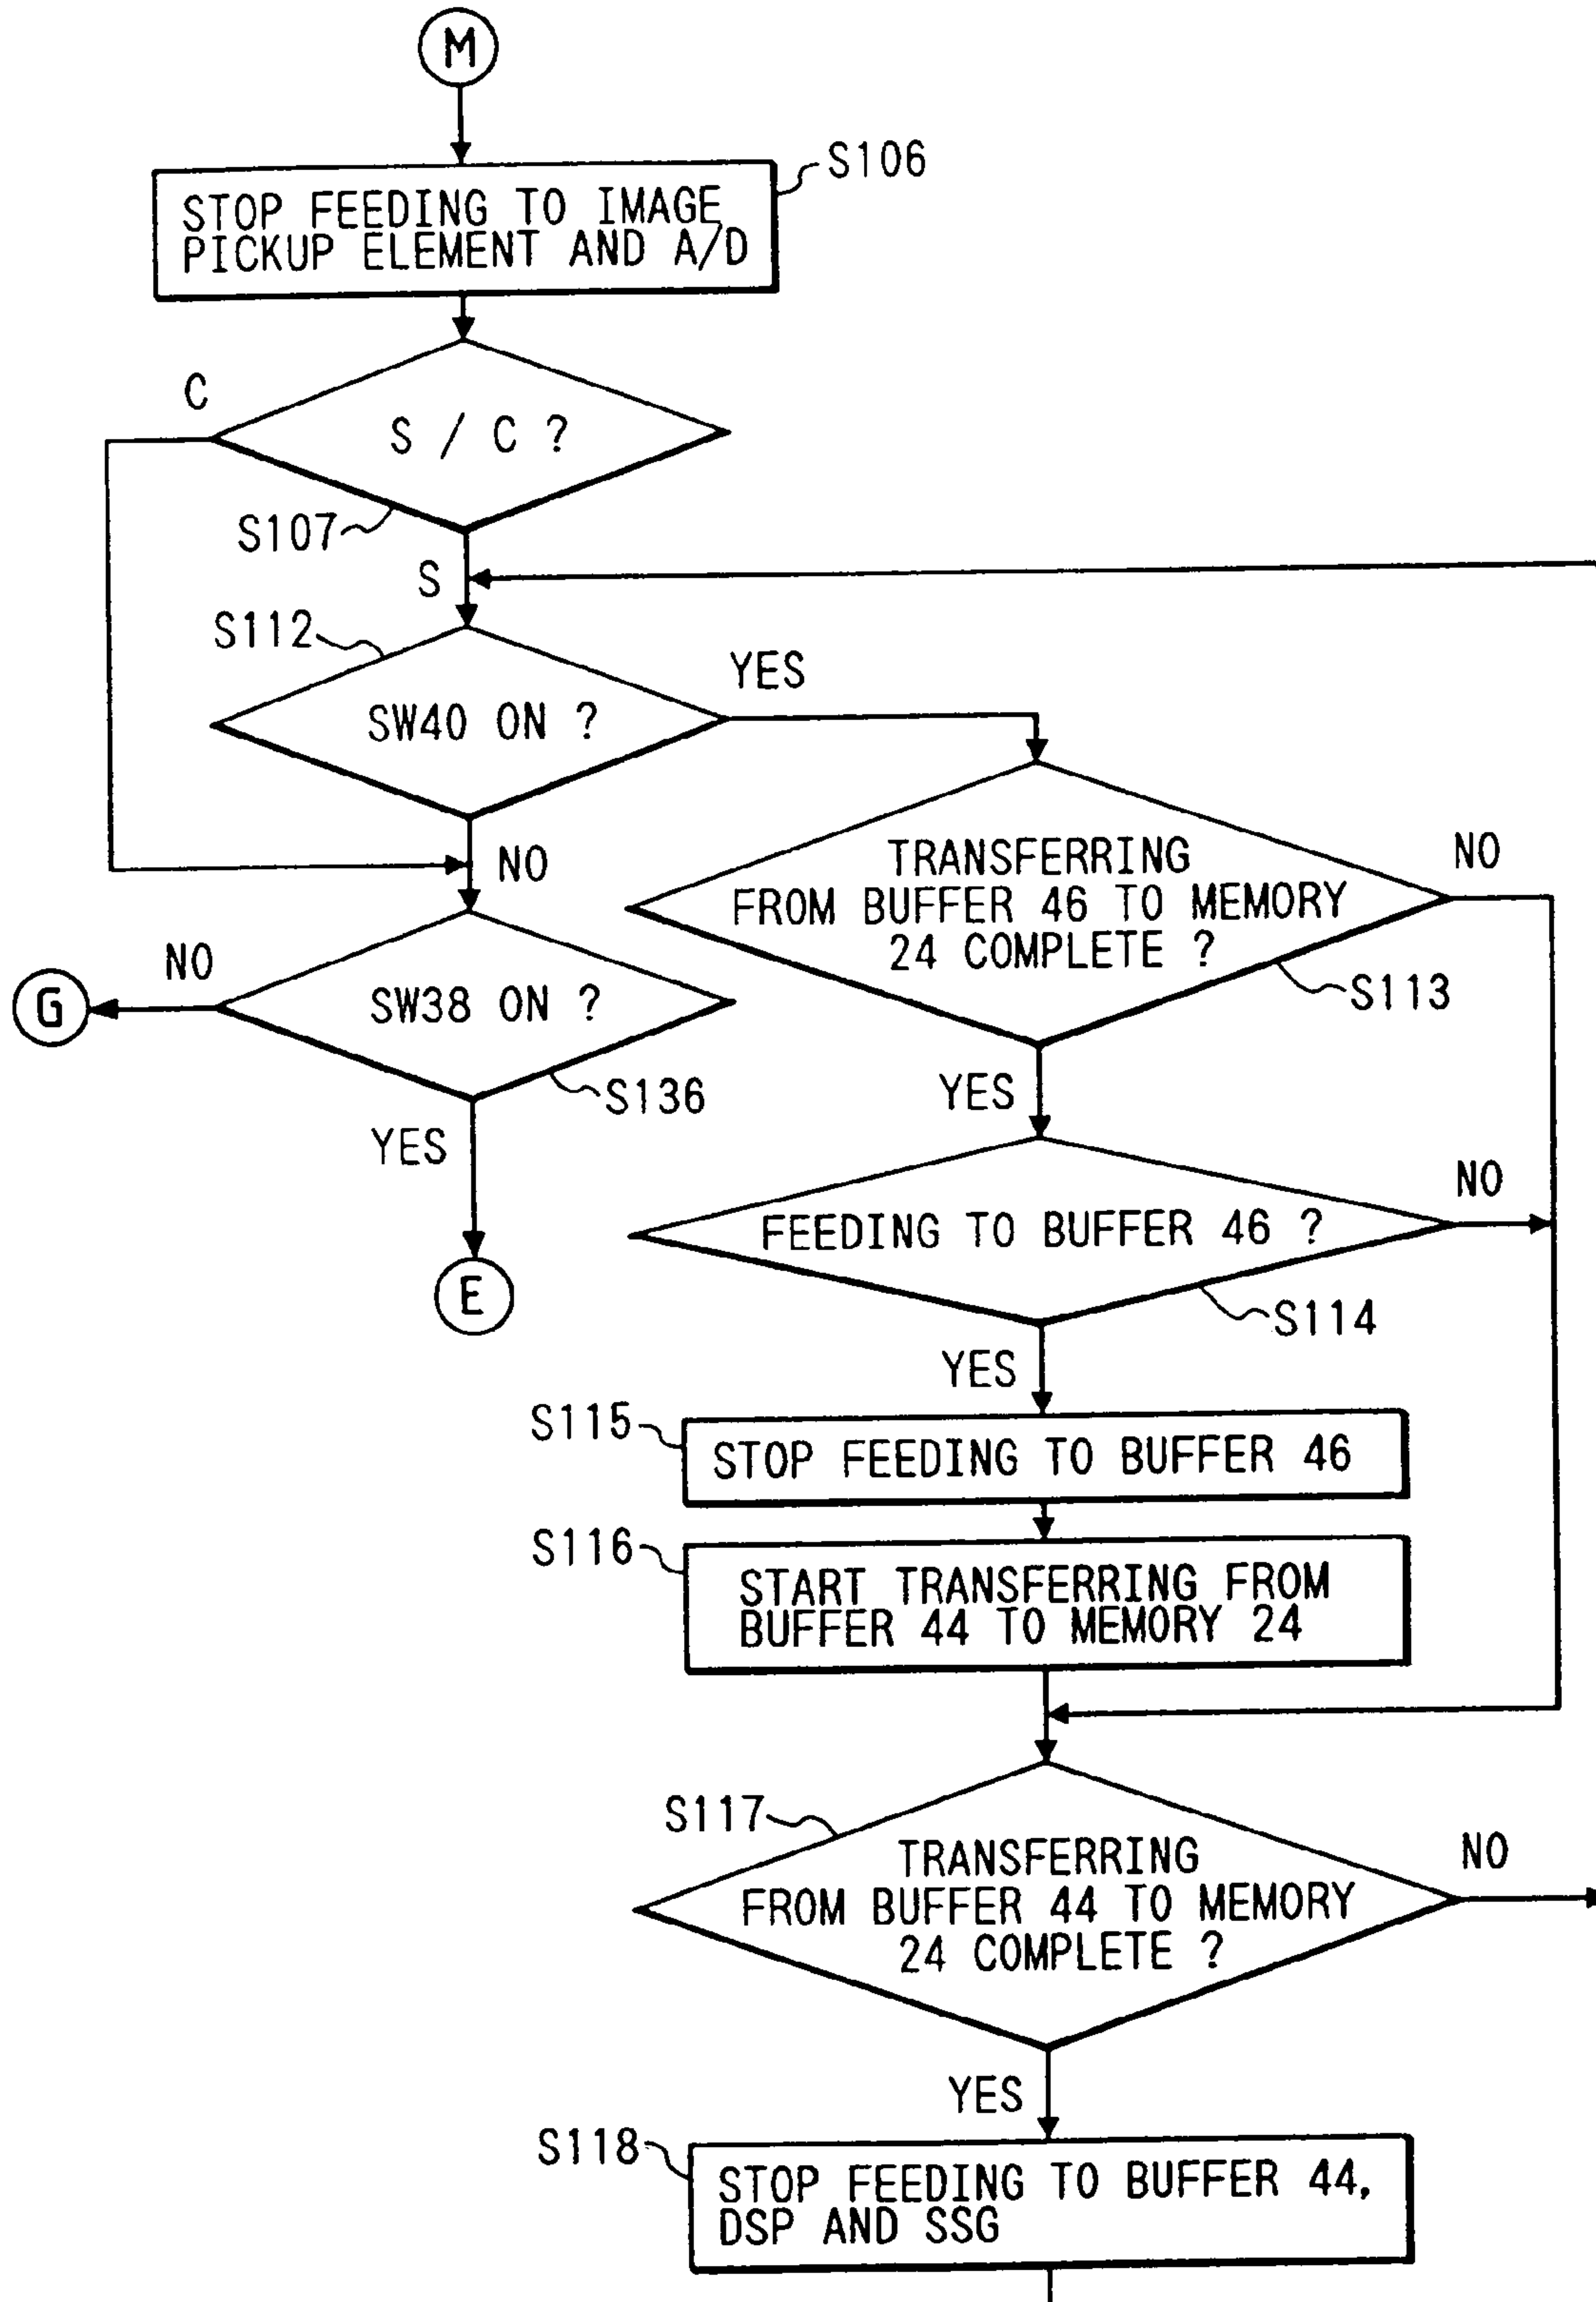 M
S106
STOP FEEDING TO IMAGE
PICKUP ELEMENT AND A/D
C
S / C ?
S107
S
S112
YES
SW40 ON ?
NO
TRANSFERRING
FROM BUFFER 46 TO MEMORY
24 COMPLETE ?
NO
S113
NO
G
SW38 ON ?
S136
YES
E
YES
NO
FEEDING TO BUFFER 46 ?
S114
YES
S115
STOP FEEDING TO BUFFER 46
S116
START TRANSFERRING FROM
BUFFER 44 TO MEMORY 24
S117
TRANSFERRING
FROM BUFFER 44 TO MEMORY
24 COMPLETE ?
NO
YES
S118
STOP FEEDING TO BUFFER 44,
DSP AND SSG